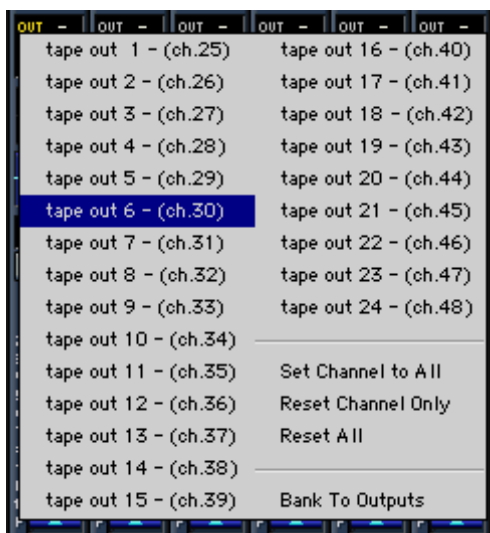 OUT - OUT - OUT - OUT - OUT - OUT -
tape out 1 - (ch.25)
tape out 2 - (ch.26)
tape out 3 - (ch.27)
tape out 4 - (ch.28)
tape out 5 - (ch.29)
tape out 6 - (ch.30)
tape out 7 - (ch.31)
tape out 8 - (ch.32)
tape out 9 - (ch.33)
tape out 10 - (ch.34)
tape out 11 - (ch.35)
tape out 12 - (ch.36)
tape out 13 - (ch.37)
tape out 14 - (ch.38)
tape out 15 - (ch.39)
tape out 16 - (ch.40)
tape out 17 - (ch.41)
tape out 18 - (ch.42)
tape out 19 - (ch.43)
tape out 20 - (ch.44)
tape out 21 - (ch.45)
tape out 22 - (ch.46)
tape out 23 - (ch.47)
tape out 24 - (ch.48)
Set Channel to All
Reset Channel Only
Reset All
Bank To Outputs